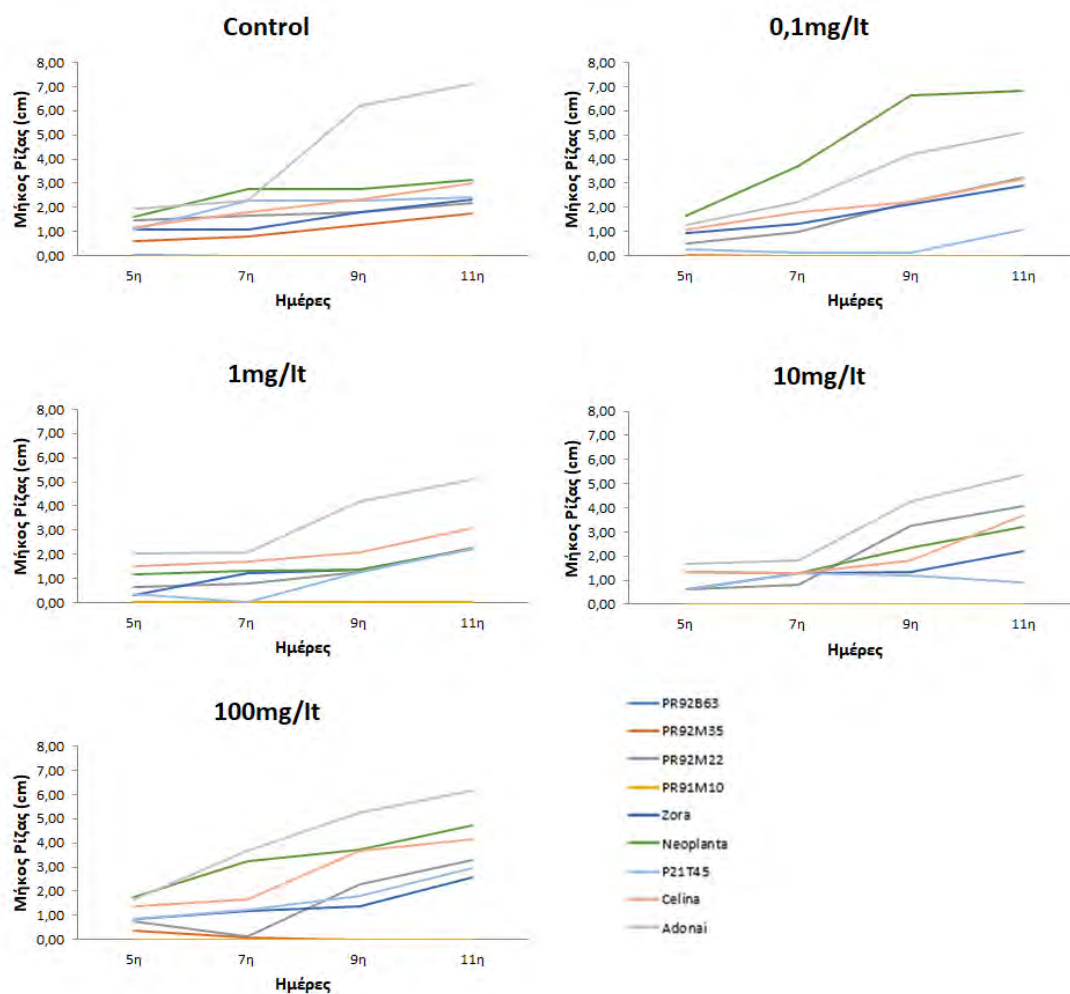 Control
8,00
7,00
6,00
5,00
4,00
3,00
2,00
1,00
0,00
Μήκος Ρίζας (cm)
5η 7η 9η 11η
Ημέρες
0,1mg/lt
8,00
7,00
6,00
5,00
4,00
3,00
2,00
1,00
0,00
Μήκος Ρίζας (cm)
5η 7η 9η 11η
Ημέρες
1mg/lt
8,00
7,00
6,00
5,00
4,00
3,00
2,00
1,00
0,00
Μήκος Ρίζας (cm)
5η 7η 9η 11η
Ημέρες
10mg/lt
8,00
7,00
6,00
5,00
4,00
3,00
2,00
1,00
0,00
Μήκος Ρίζας (cm)
5η 7η 9η 11η
Ημέρες
100mg/lt
8,00
7,00
6,00
5,00
4,00
3,00
2,00
1,00
0,00
Μήκος Ρίζας (cm)
5η 7η 9η 11η
Ημέρες
PR92B63
PR92M35
PR92M22
PR91M10
Zora
Neoplanta
P21T45
Celina
Adonai